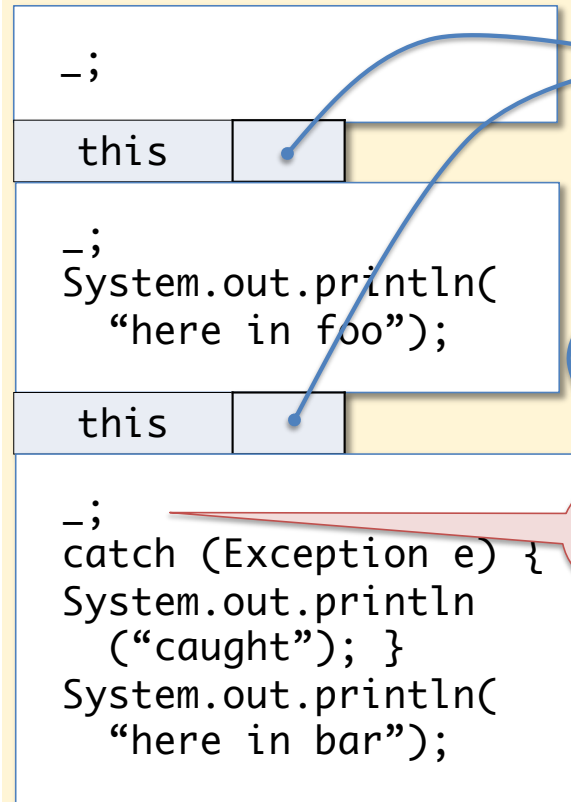 _;
this
_;
System.out.println(
“here in foo”);
this
_;
catch (Exception e) {
System.out.println
(“caught”); }
System.out.println(
“here in bar”);